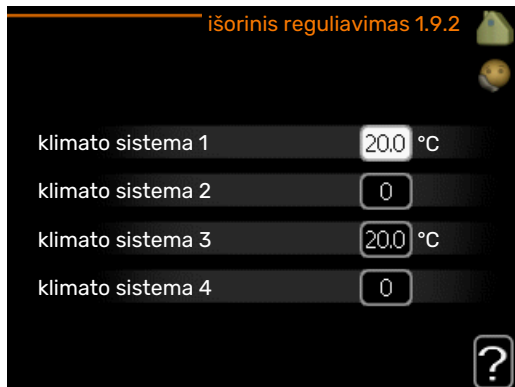 išorinis reguliavimas 1.9.2
klimato sistema 1 20.0 °C
klimato sistema 2 0
klimato sistema 3 20.0 °C
klimato sistema 4 0
?